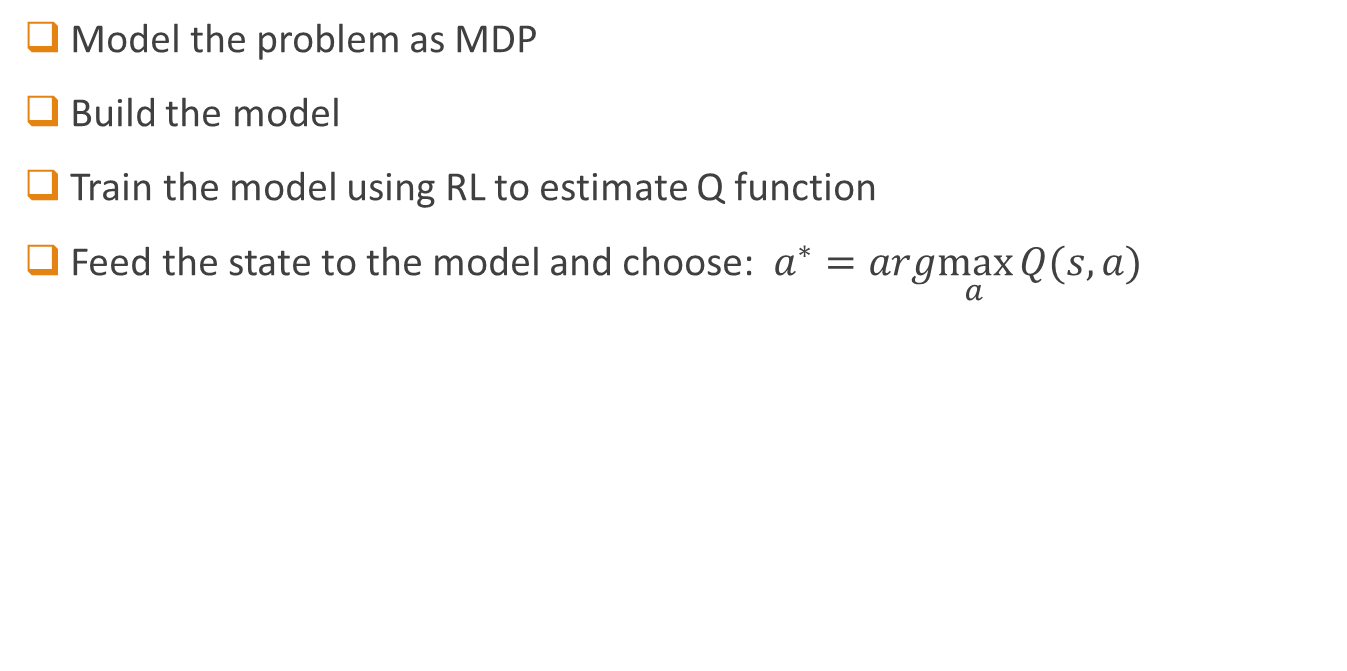 ❑ Model the problem as MDP
❑ Build the model
❑ Train the model using RL to estimate Q function
❑ Feed the state to the model and choose: a* = argmax Q(s, a)
a